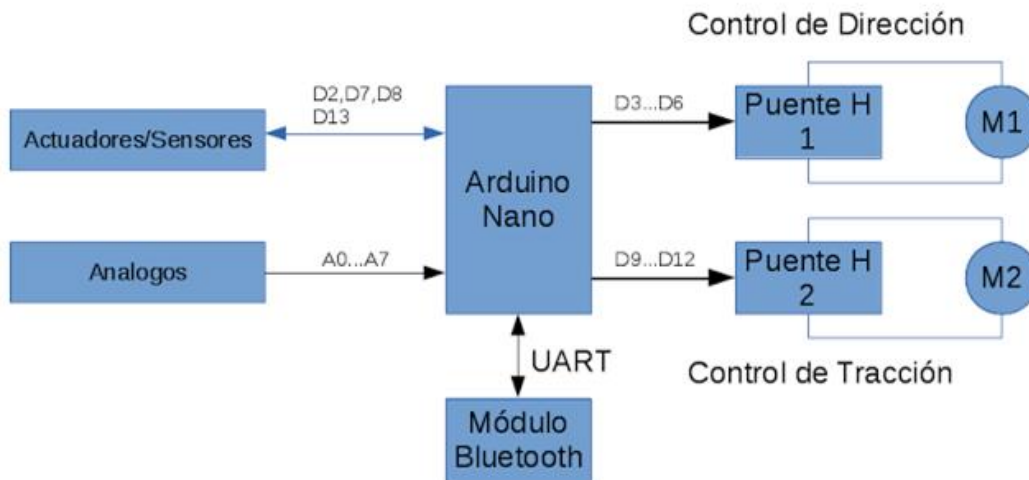 Control de Dirección
D2,D7,D8
D13
Actuadores/Sensores
D3...D6
Puente H
1
M1
Arduino
Nano
Analogos
A0...A7
D9...D12
Puente H
2
M2
UART
Control de Tracción
Módulo
Bluetooth